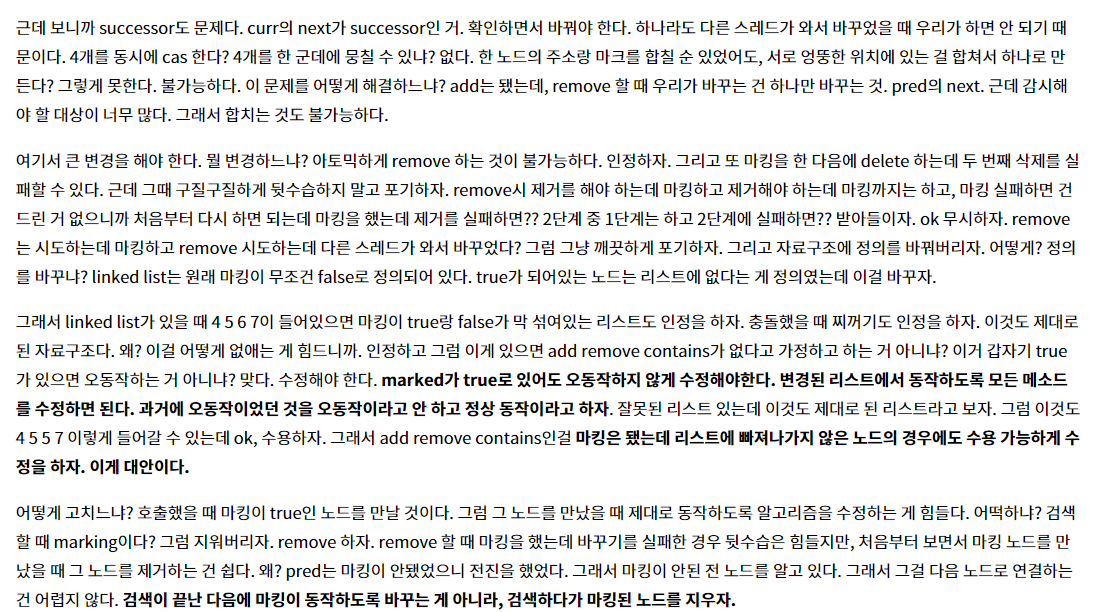 근데 보니까 successor도 문제다. curr의 next가 successor인 거. 확인하면서 바꿔야 한다. 하나라도 다른 스레드가 와서 바꾸었을 때 우리가 하면 안 되기 때
문이다. 4개를 동시에 cas 한다? 4개를 한 군데에 뭉칠 수 있나? 없다. 한 노드의 주소랑 마크를 합칠 순 있었어도, 서로 엉뚱한 위치에 있는 걸 합쳐서 하나로 만
든다? 그렇게 못한다. 불가능하다. 이 문제를 어떻게 해결하느냐? add는 됐는데, remove 할 때 우리가 바꾸는 건 하나만 바꾸는 것. pred의 next. 근데 감시해
야 할 대상이 너무 많다. 그래서 합치는 것도 불가능하다.
여기서 큰 변경을 해야 한다. 뭘 변경하느냐? 아토믹하게 remove 하는 것이 불가능하다. 인정하자. 그리고 또 마킹을 한 다음에 delete 하는데 두 번째 삭제를 실
패할 수 있다. 근데 그때 구질구질하게 뒷수습하지 말고 포기하자. remove시 제거를 해야 하는데 마킹하고 제거해야 하는데 마킹까지는 하고, 마킹 실패하면 건
드린 거 없으니까 처음부터 다시 하면 되는데 마킹을 했는데 제거를 실패하면?? 2단계 중 1단계는 하고 2단계에 실패하면?? 받아들이자. ok 무시하자. remove
는 시도하는데 마킹하고 remove 시도하는데 다른 스레드가 와서 바꾸었다? 그럼 그냥 깨끗하게 포기하자. 그리고 자료구조에 정의를 바꿔버리자. 어떻게? 정의
를 바꾸냐? linked list는 원래 마킹이 무조건 false로 정의되어 있다. true가 되어있는 노드는 리스트에 없다는 게 정의였는데 이걸 바꾸자.
그래서 linked list가 있을 때 4 5 6 7이 들어있으면 마킹이 true랑 false가 막 섞여있는 리스트도 인정을 하자. 충돌했을 때 찌꺼기도 인정을 하자. 이것도 제대로
된 자료구조다. 왜? 이걸 어떻게 없애는 게 힘드니까. 인정하고 그럼 이게 있으면 add remove contains가 없다고 가정하고 하는 거 아니냐? 이거 갑자기 true
가 있으면 오동작하는 거 아니냐? 맞다. 수정해야 한다. marked가 true로 있어도 오동작하지 않게 수정해야한다. 변경된 리스트에서 동작하도록 모든 메소드
를 수정하면 된다. 과거에 오동작이었던 것을 오동작이라고 안 하고 정상 동작이라고 하자. 잘못된 리스트 있는데 이것도 제대로 된 리스트라고 보자. 그럼 이것도
4 5 5 7 이렇게 들어갈 수 있는데 ok, 수용하자. 그래서 add remove contains인걸 마킹은 됐는데 리스트에 빠져나가지 않은 노드의 경우에도 수용 가능하게 수
정을 하자. 이게 대안이다.
어떻게 고치느냐? 호출했을 때 마킹이 true인 노드를 만날 것이다. 그럼 그 노드를 만났을 때 제대로 동작하도록 알고리즘을 수정하는 게 힘들다. 어떡하냐? 검색
할 때 marking이다? 그럼 지워버리자. remove 하자. remove 할 때 마킹을 했는데 바꾸기를 실패한 경우 뒷수습은 힘들지만, 처음부터 보면서 마킹 노드를 만
났을 때 그 노드를 제거하는 건 쉽다. 왜? pred는 마킹이 안됐었으니 전진을 했었다. 그래서 마킹이 안된 전 노드를 알고 있다. 그래서 그걸 다음 노드로 연결하는
건 어렵지 않다. 검색이 끝난 다음에 마킹이 동작하도록 바꾸는 게 아니라, 검색하다가 마킹된 노드를 지우자.